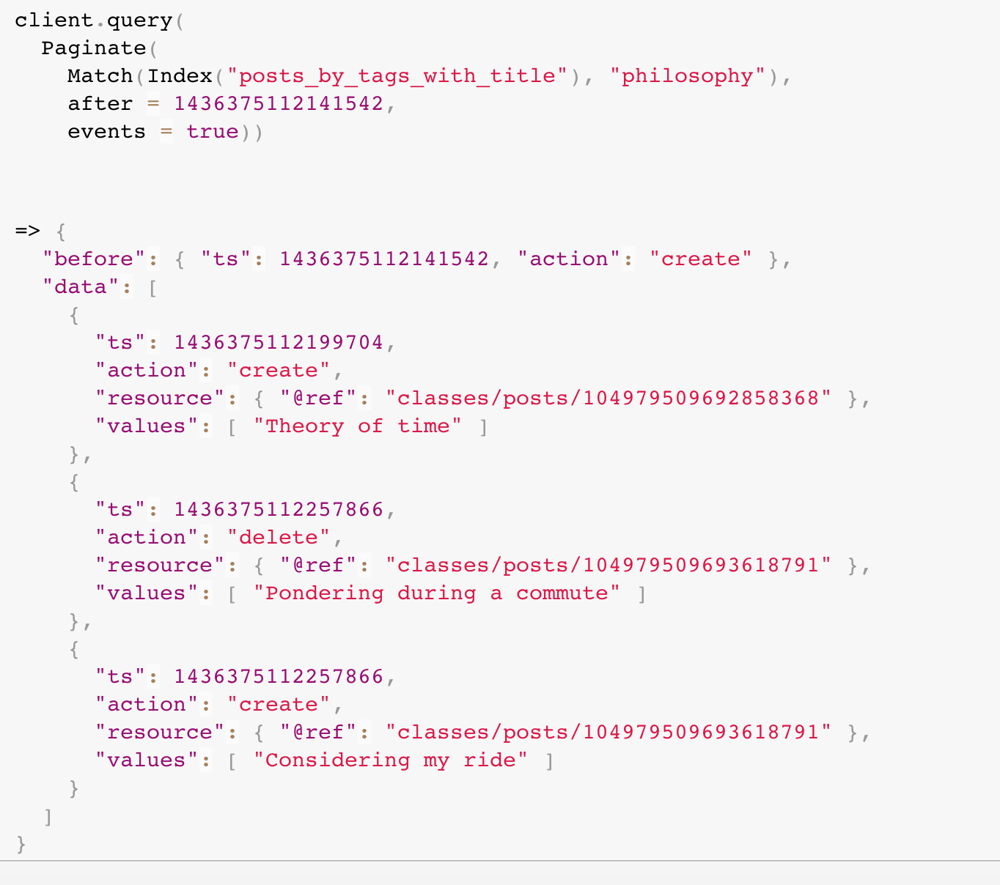 client.query(
  Paginate(
    Match(Index("posts_by_tags_with_title"), "philosophy"),
    after = 1436375112141542,
    events = true))
=> {
  "before": { "ts": 1436375112141542, "action": "create" },
  "data": [
    {
      "ts": 1436375112199704,
      "action": "create",
      "resource": { "@ref": "classes/posts/104979509692858368" },
      "values": [ "Theory of time" ]
    },
    {
      "ts": 1436375112257866,
      "action": "delete",
      "resource": { "@ref": "classes/posts/104979509693618791" },
      "values": [ "Pondering during a commute" ]
    },
    {
      "ts": 1436375112257866,
      "action": "create",
      "resource": { "@ref": "classes/posts/104979509693618791" },
      "values": [ "Considering my ride" ]
    }
  ]
}